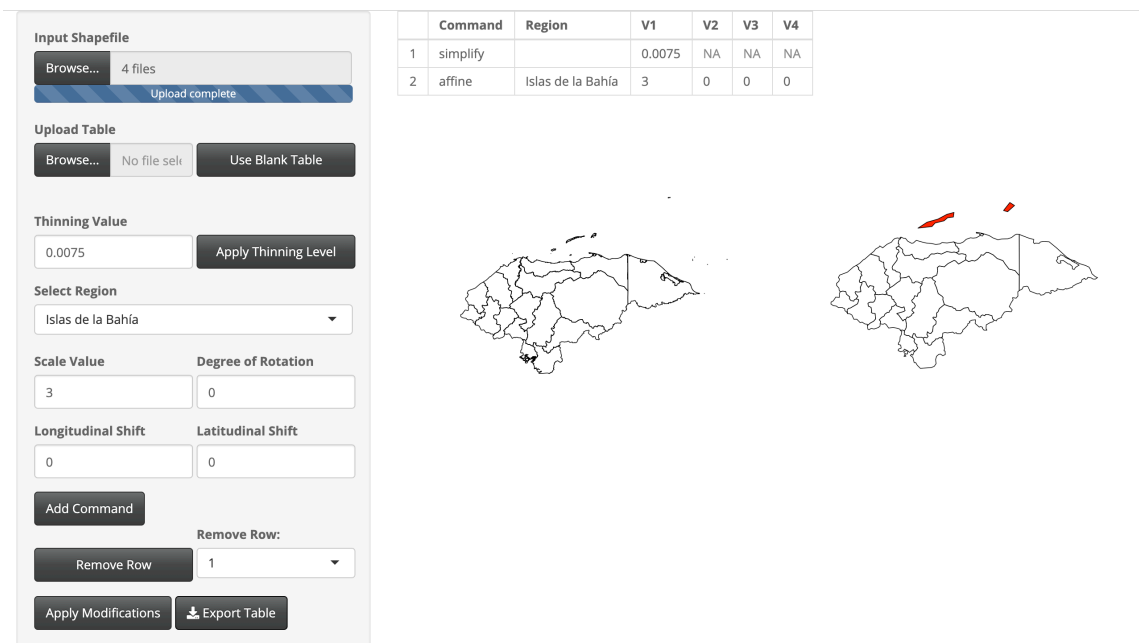 Input Shapefile
Browse... 4 files
Upload complete
Upload Table
Browse... No file sele Use Blank Table
Thinning Value
0.0075 Apply Thinning Level
Select Region
Islas de la Bahía
Scale Value Degree of Rotation
3 0
Longitudinal Shift Latitudinal Shift
0 0
Add Command
Remove Row:
Remove Row 1
Apply Modifications Export Table
Command Region V1 V2 V3 V4
1 simplify 0.0075 NA NA NA
2 affine Islas de la Bahía 3 0 0 0